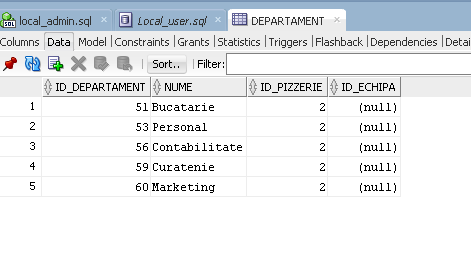 local_admin.sql Local_user.sql DEPARTAMENT
Columns Data Model Constraints Grants Statistics Triggers Flashback Dependencies Detai
Sort.. Filter:
ID_DEPARTAMENT NUME ID_PIZZERIE ID_ECHIPA
1 51 Bucatarie 2 (null)
2 53 Personal 2 (null)
3 56 Contabilitate 2 (null)
4 59 Curatenie 2 (null)
5 60 Marketing 2 (null)